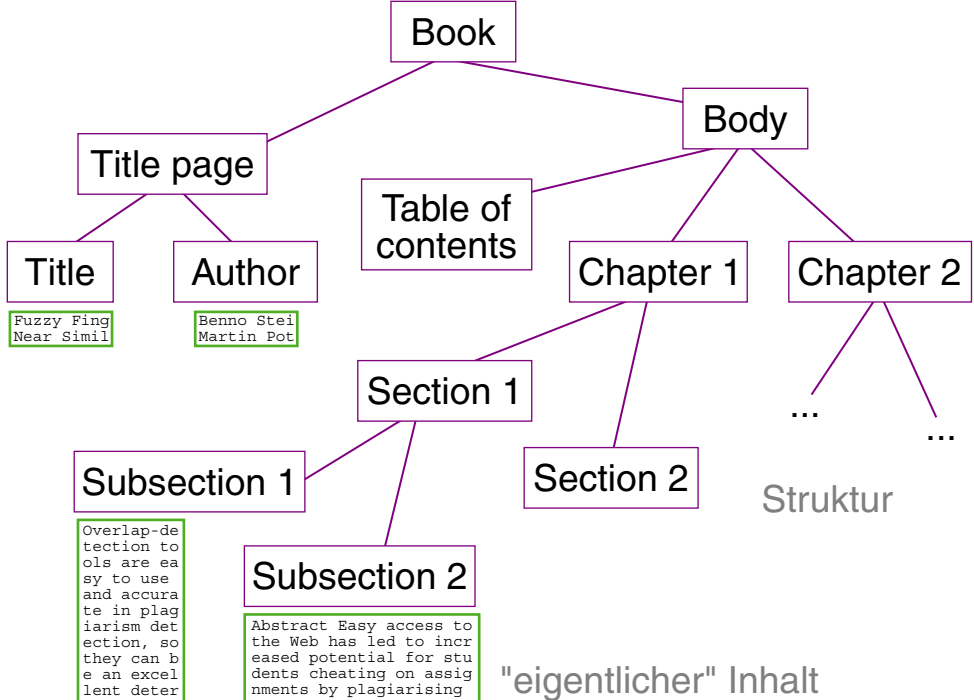 Book
Body
Title page
Table of
contents
Title
Author
Chapter 1
Chapter 2
Fuzzy Fing
Near Simil
Benno Stei
Martin Pot
Section 1
...
...
Subsection 1
Section 2
Struktur
Overlap-de
tection to
ols are ea
sy to use
and accura
te in plag
iarism det
ection, so
they can b
e an excel
lent deter
Subsection 2
Abstract Easy access to
the Web has led to incr
eased potential for stu
dents cheating on assig
nments by plagiarising
"eigentlicher" Inhalt